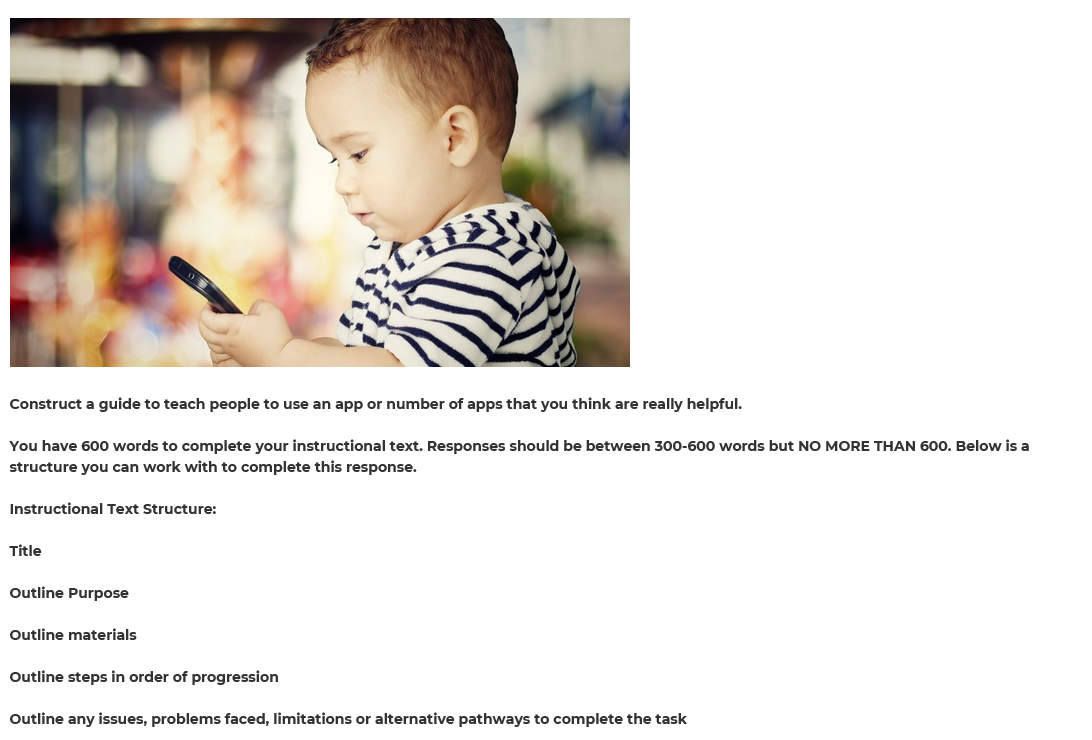 Construct a guide to teach people to use an app or number of apps that you think are really helpful.
You have 600 words to complete your instructional text. Responses should be between 300-600 words but NO MORE THAN 600. Below is a
structure you can work with to complete this response.
Instructional Text Structure:
Title
Outline Purpose
Outline materials
Outline steps in order of progression
Outline any issues, problems faced, limitations or alternative pathways to complete the task